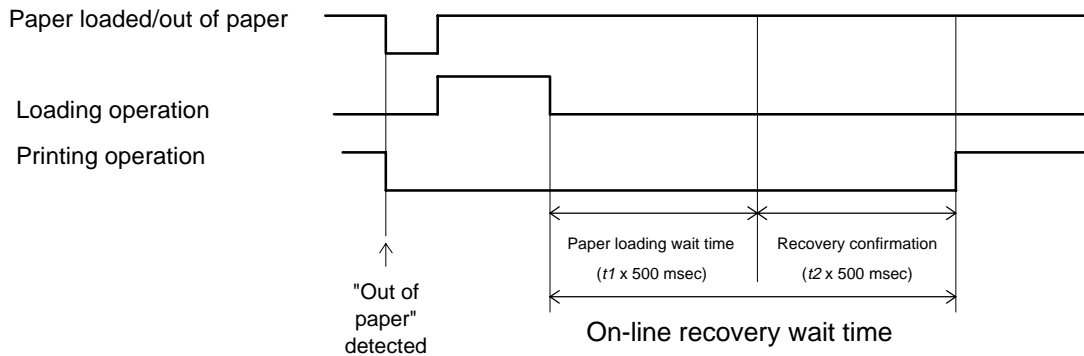 Paper loaded/out of paper
Loading operation
Printing operation
Paper loading wait time
(t1 x 500 msec)
Recovery confirmation
(t2 x 500 msec)
"Out of
paper"
detected
On-line recovery wait time